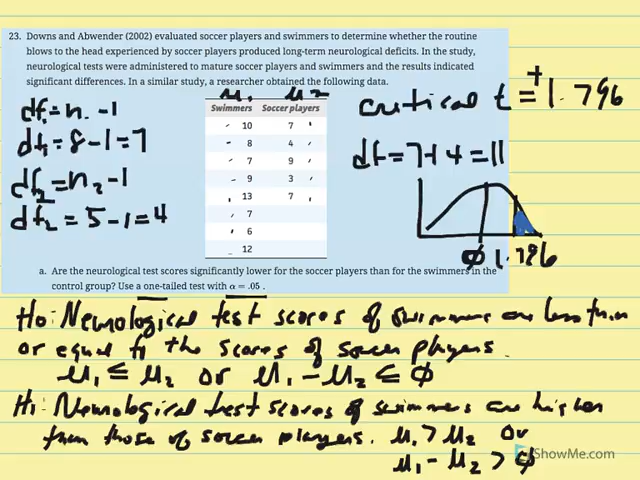 23. Downs and Abwender (2002) evaluated soccer players and swimmers to determine whether the routine
blows to the head experienced by soccer players produced long-term neurological deficits. In the study,
neurological tests were administered to mature soccer players and swimmers and the results indicated
significant differences. In a similar study, a researcher obtained the following data.
μ₁ μ₂
Swimmers Soccer players
10 7
8 4
7 9
9 3
13 7
7
6
12
df₁=n₁-1
df₁=8-1=7
df₂=n₂-1
df₂=5-1=4
critical t=+1.796
df=7+4=11
Ø 1.796
a. Are the neurological test scores significantly lower for the soccer players than for the swimmers in the
control group? Use a one-tailed test with α = .05 .
Ho: Neurological test scores of swimmers are less than
or equal to the scores of soccer players.
μ₁ ≤ μ₂ or μ₁ - μ₂ ≤ Ø
H₁: Neurological test scores of swimmers are higher
than those of soccer players. μ₁ > μ₂ or
μ₁ - μ₂ > Ø
ShowMe.com